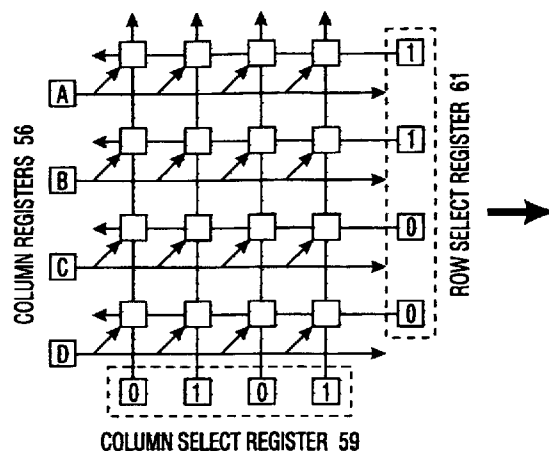 1
A
1
B
0
C
0
D
0 1 0 1
COLUMN REGISTERS 56
ROW SELECT REGISTER 61
COLUMN SELECT REGISTER 59